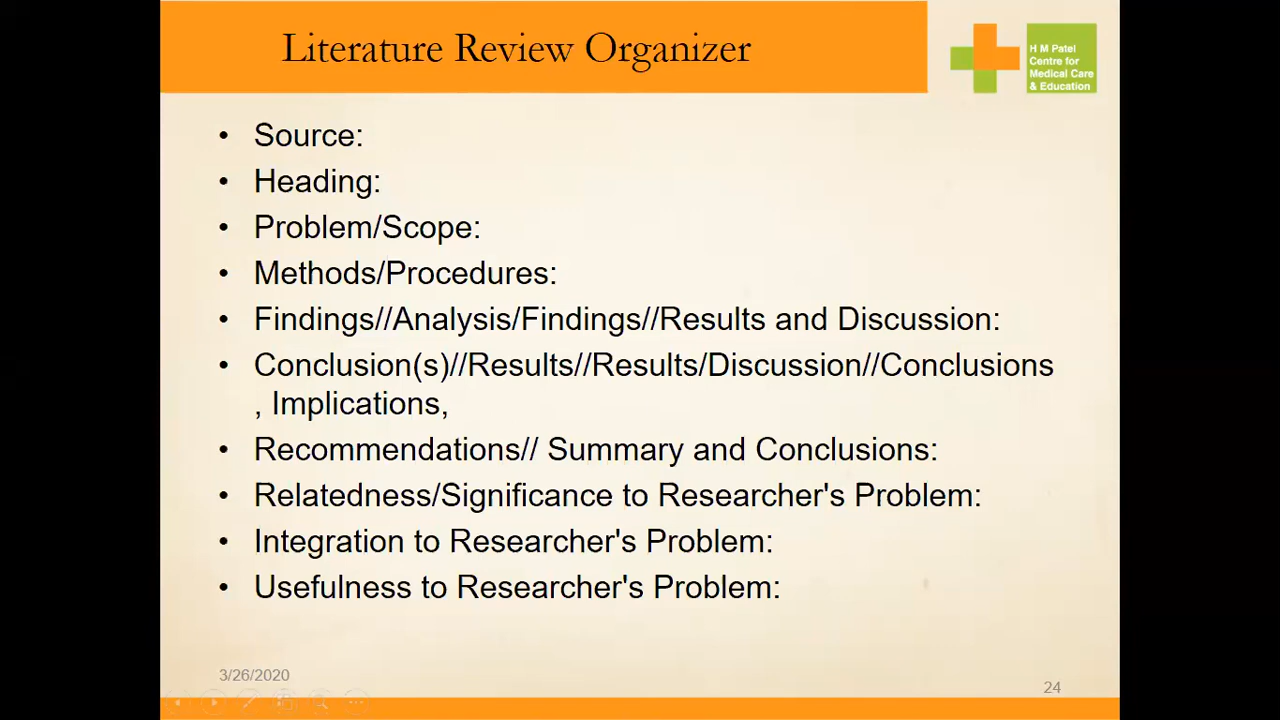 Literature Review Organizer
H M Patel
Centre for
Medical Care
& Education
• Source:
• Heading:
• Problem/Scope:
• Methods/Procedures:
• Findings//Analysis/Findings//Results and Discussion:
• Conclusion(s)//Results//Results/Discussion//Conclusions
, Implications,
• Recommendations// Summary and Conclusions:
• Relatedness/Significance to Researcher's Problem:
• Integration to Researcher's Problem:
• Usefulness to Researcher's Problem:
3/26/2020
24